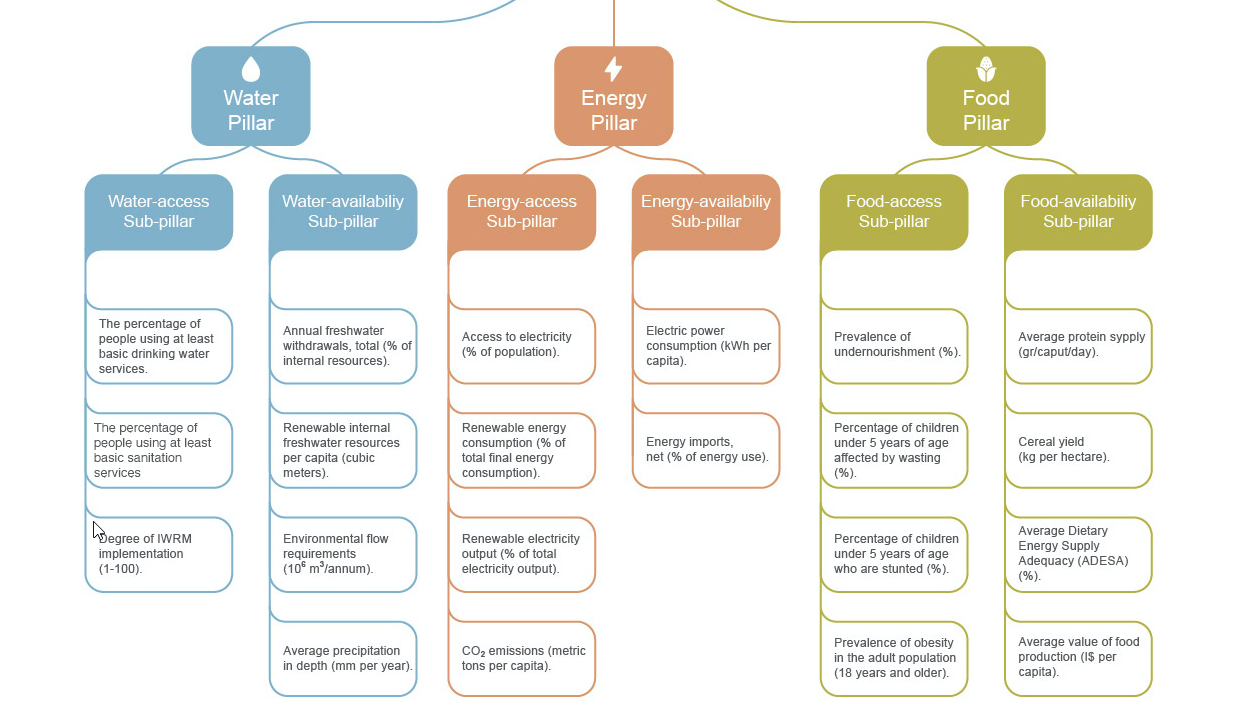 Water
Pillar
Energy
Pillar
Food
Pillar
Water-access
Sub-pillar
Water-availabiliy
Sub-pillar
Energy-access
Sub-pillar
Energy-availabiliy
Sub-pillar
Food-access
Sub-pillar
Food-availabiliy
Sub-pillar
The percentage of
people using at least
basic drinking water
services.
The percentage of
people using at least
basic sanitation
services
Degree of IWRM
implementation
(1-100).
Annual freshwater
withdrawals, total (% of
internal resources).
Renewable internal
freshwater resources
per capita (cubic
meters).
Environmental flow
requirements
(10⁶ m³/annum).
Average precipitation
in depth (mm per year).
Access to electricity
(% of population).
Renewable energy
consumption (% of
total final energy
consumption).
Renewable electricity
output (% of total
electricity output).
CO₂ emissions (metric
tons per capita).
Electric power
consumption (kWh per
capita).
Energy imports,
net (% of energy use).
Prevalence of
undernourishment (%).
Percentage of children
under 5 years of age
affected by wasting
(%).
Percentage of children
under 5 years of age
who are stunted (%).
Prevalence of obesity
in the adult population
(18 years and older).
Average protein sypply
(gr/caput/day).
Cereal yield
(kg per hectare).
Average Dietary
Energy Supply
Adequacy (ADESA)
(%).
Average value of food
production (I$ per
capita).